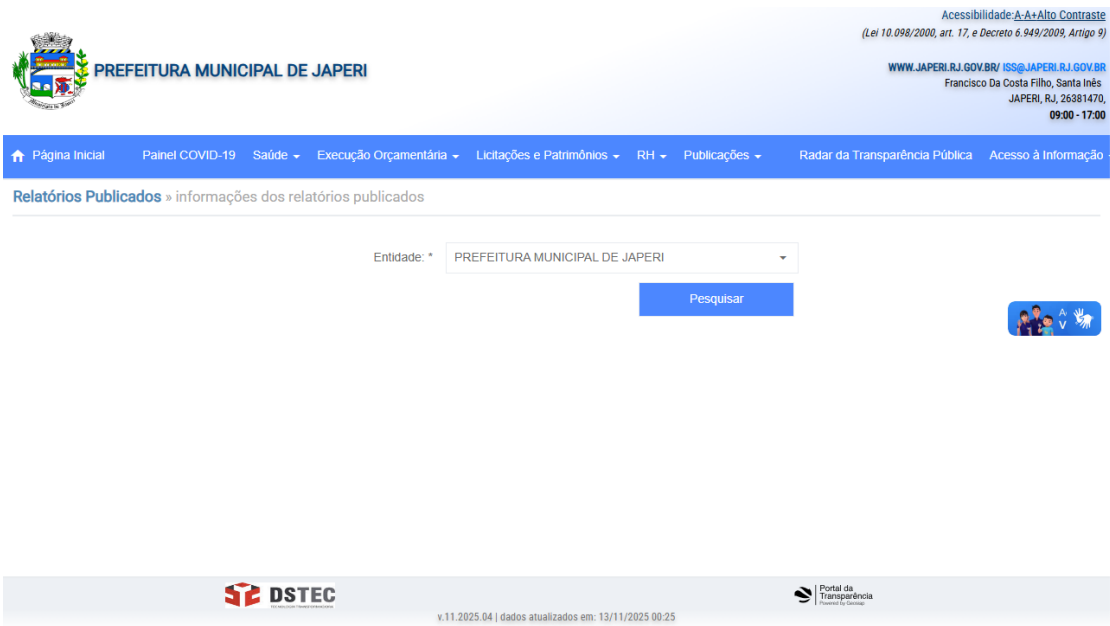 Acessibilidade:A-A+Alto Contraste
(Lei 10.098/2000, art. 17, e Decreto 6.949/2009, Artigo 9)
PREFEITURA MUNICIPAL DE JAPERI
WWW.JAPERI.RJ.GOV.BR/ ISS@JAPERI.RJ.GOV.BR
Francisco Da Costa Filho, Santa Inês
JAPERI, RJ, 26381470,
09:00 - 17:00
Página Inicial Painel COVID-19 Saúde Execução Orçamentária Licitações e Patrimônios RH Publicações Radar da Transparência Pública Acesso à Informação
Relatórios Publicados » informações dos relatórios publicados
Entidade: * PREFEITURA MUNICIPAL DE JAPERI
Pesquisar
A
V
DSTEC
Portal da
Transparência
Powered by Geosiap
v.11.2025.04 | dados atualizados em: 13/11/2025 00:25